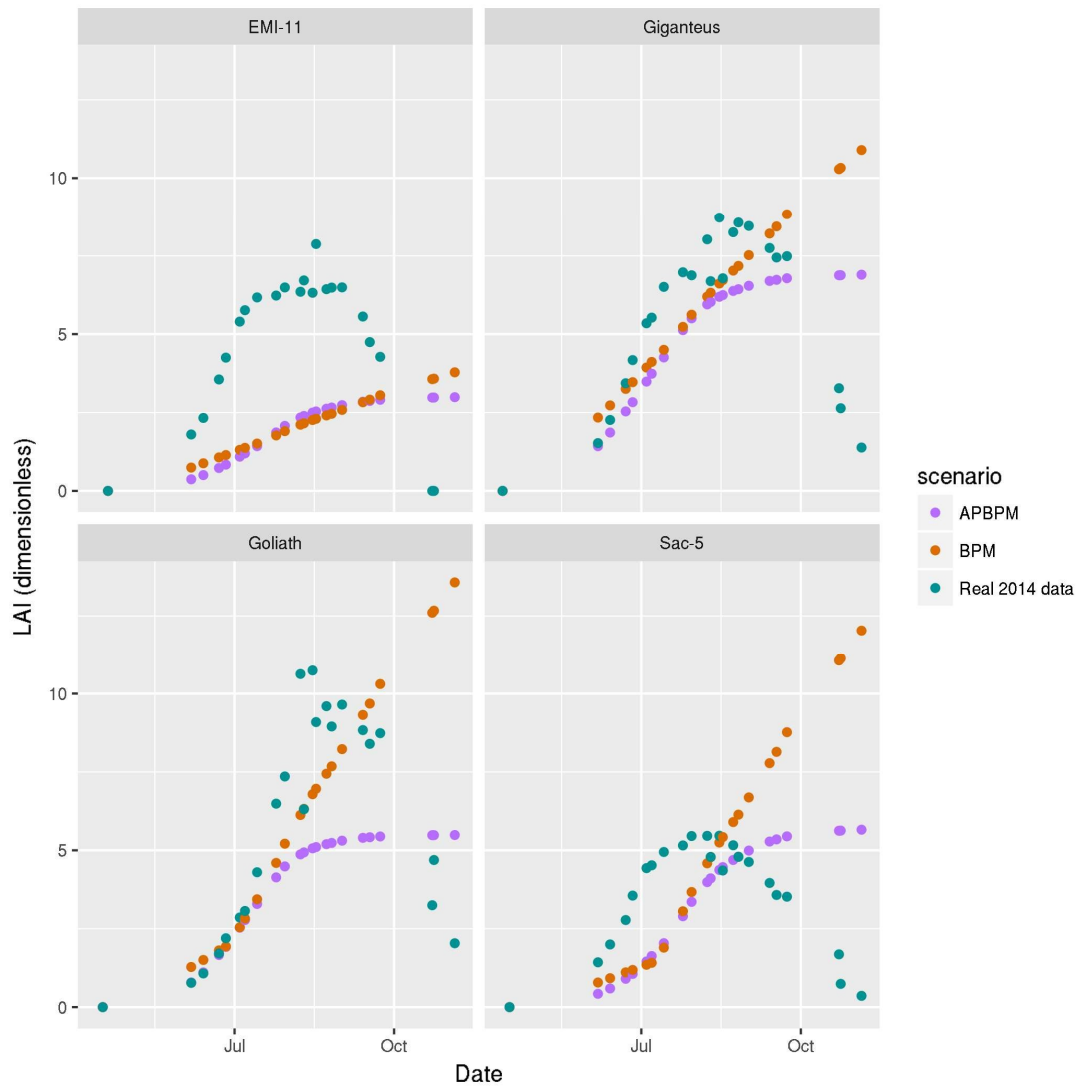 EMI-11
Giganteus
10
5
0
Goliath
Sac-5
10
5
0
Jul
Oct
Jul
Oct
Date
LAI (dimensionless)
scenario
APBPM
BPM
Real 2014 data